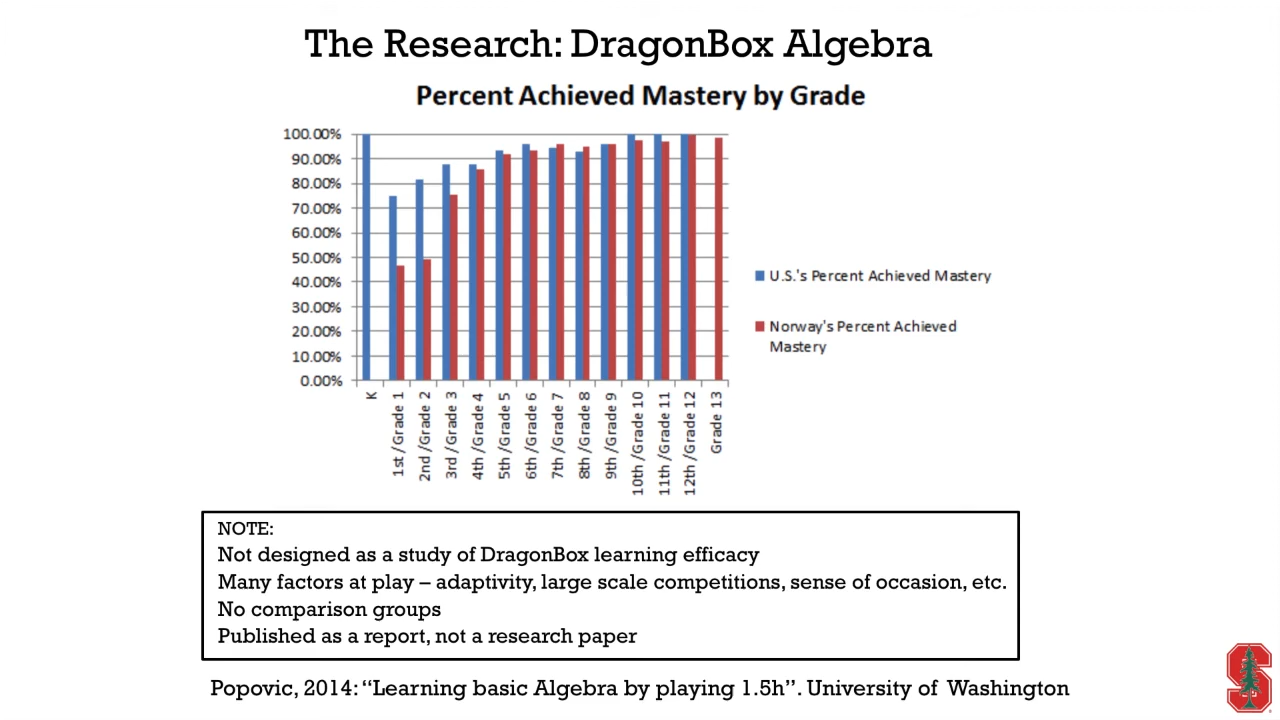 The Research: DragonBox Algebra
Percent Achieved Mastery by Grade
100.00%
90.00%
80.00%
70.00%
60.00%
50.00%
40.00%
30.00%
20.00%
10.00%
0.00%
K
1st /Grade 1
2nd /Grade 2
3rd /Grade 3
4th /Grade 4
5th /Grade 5
6th /Grade 6
7th /Grade 7
8th /Grade 8
9th /Grade 9
10th /Grade 10
11th /Grade 11
12th /Grade 12
Grade 13
U.S.'s Percent Achieved Mastery
Norway's Percent Achieved
Mastery
NOTE:
Not designed as a study of DragonBox learning efficacy
Many factors at play – adaptivity, large scale competitions, sense of occasion, etc.
No comparison groups
Published as a report, not a research paper
Popovic, 2014: “Learning basic Algebra by playing 1.5h”. University of Washington